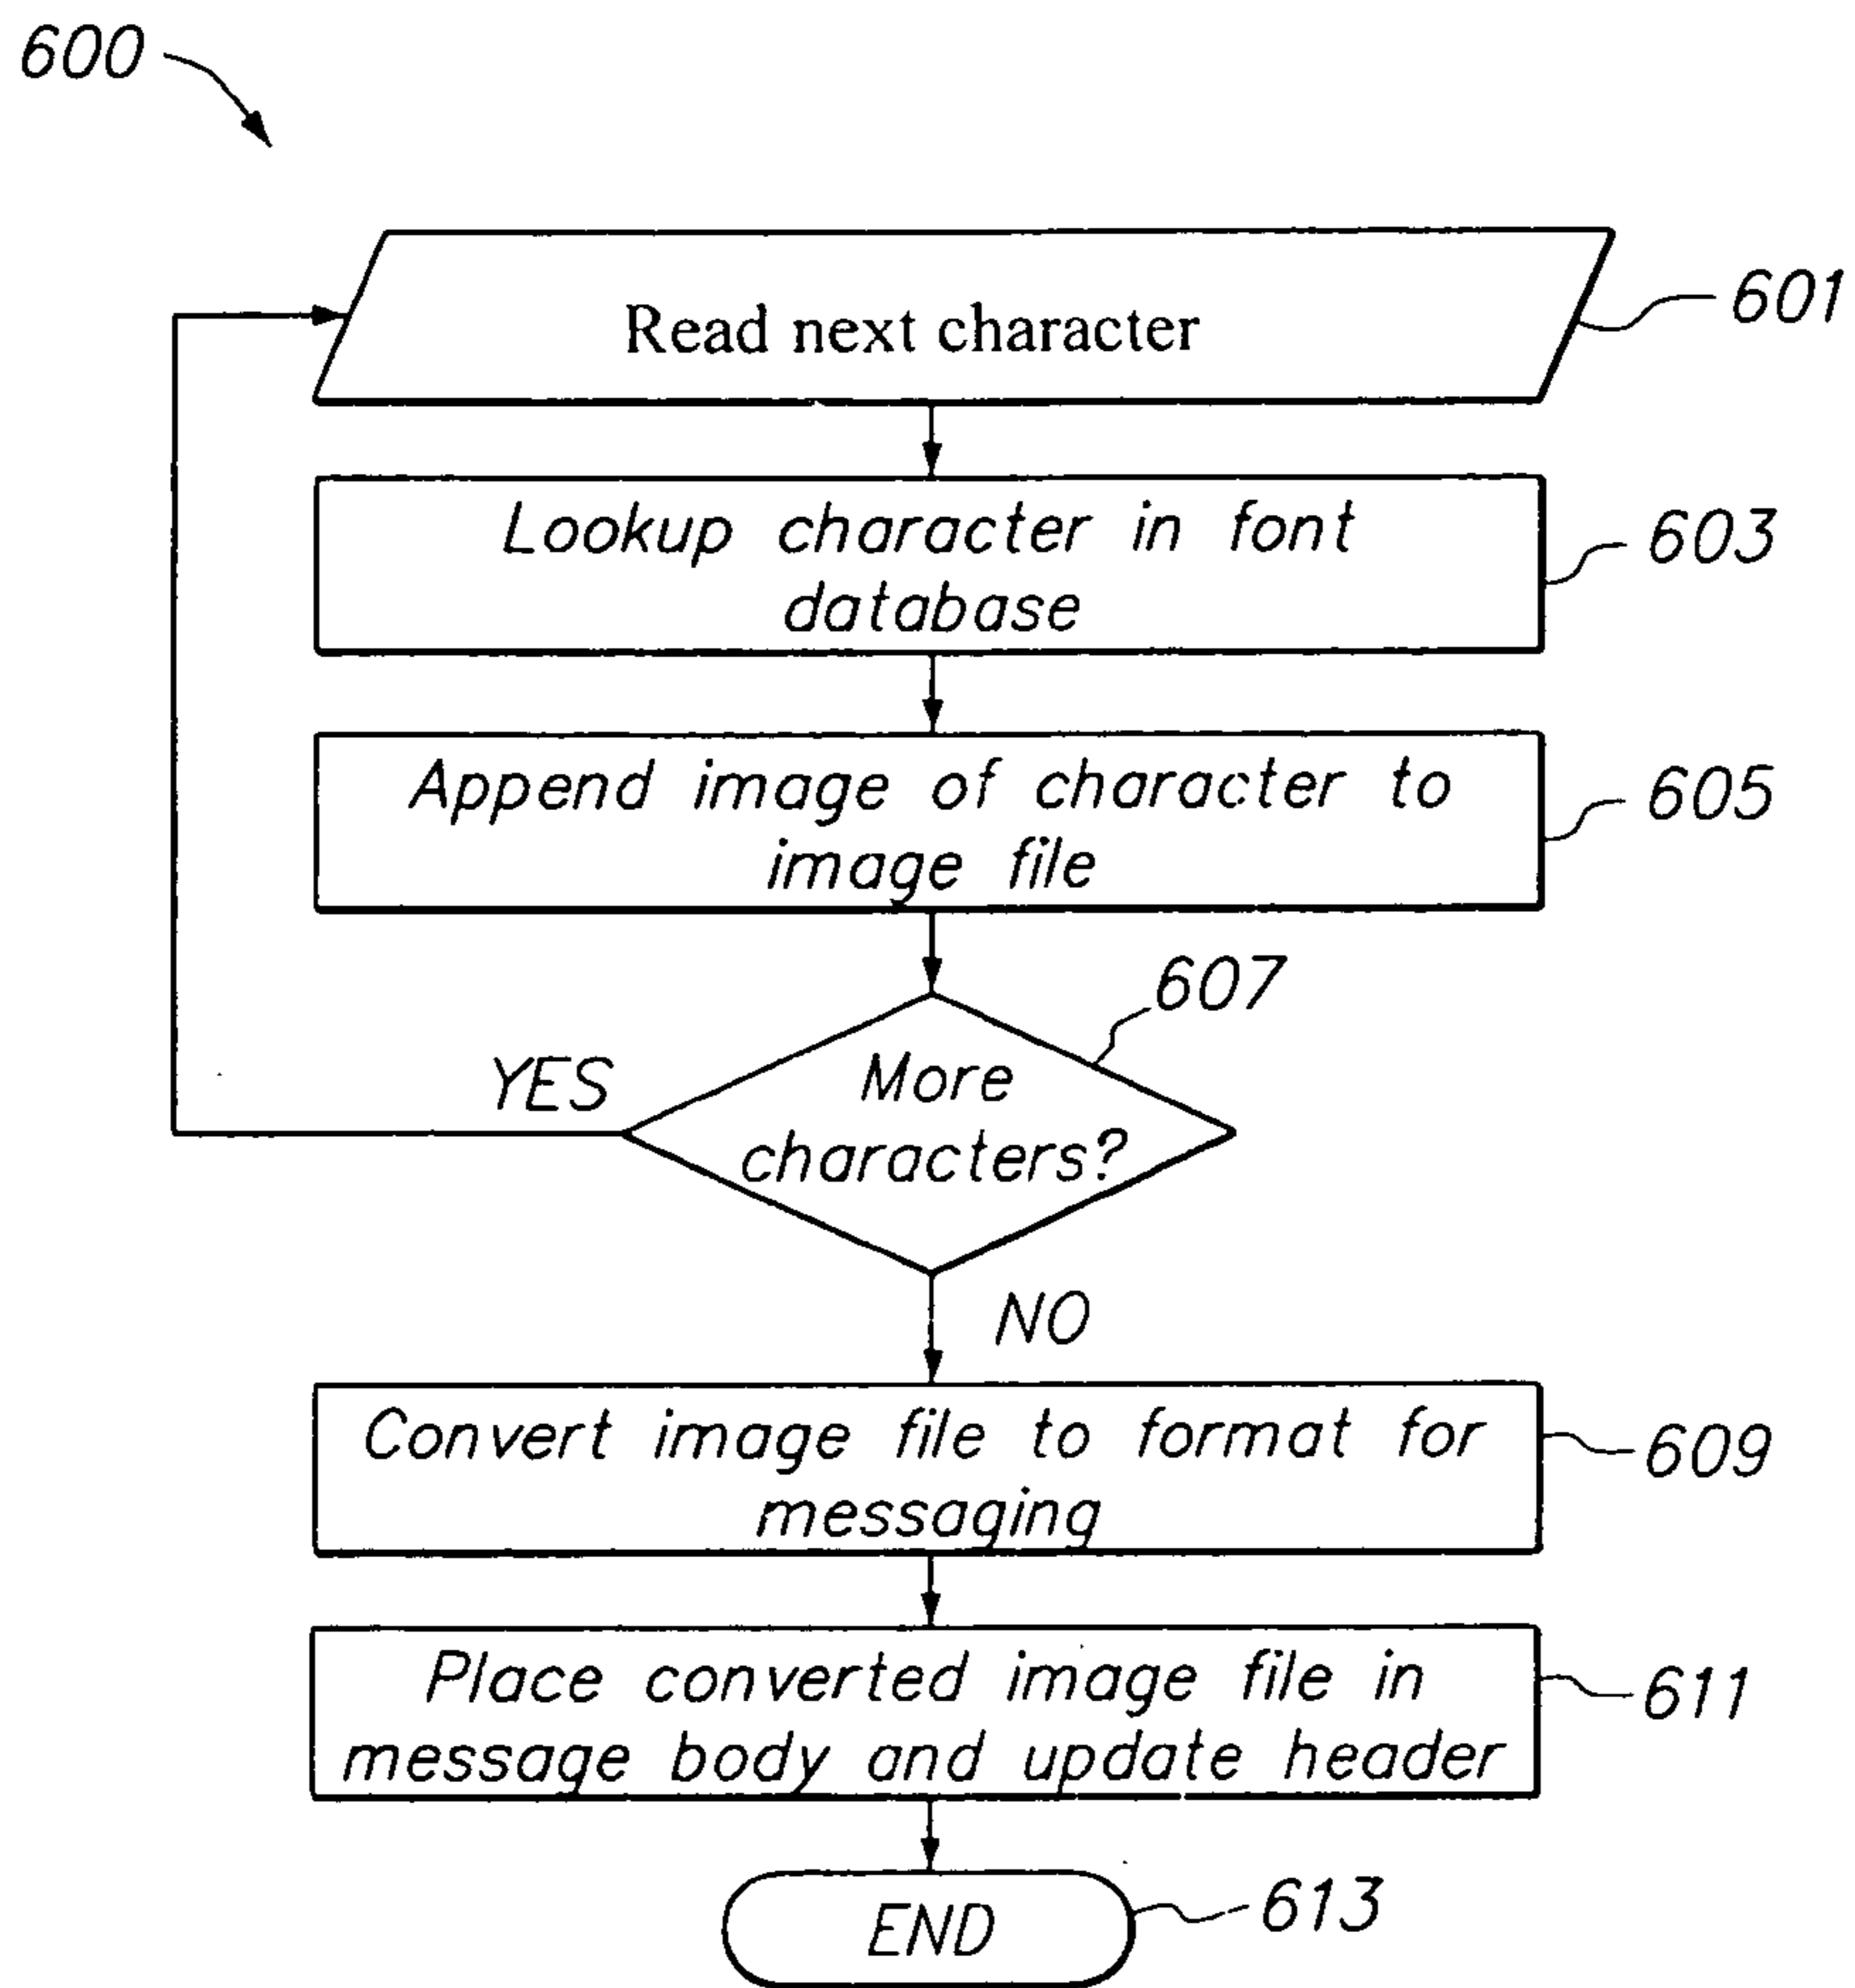 600
Read next character
601
Lookup character in font
database
603
Append image of character to
image file
605
607
More
characters?
YES
NO
Convert image file to format for
messaging
609
Place converted image file in
message body and update header
611
END
613